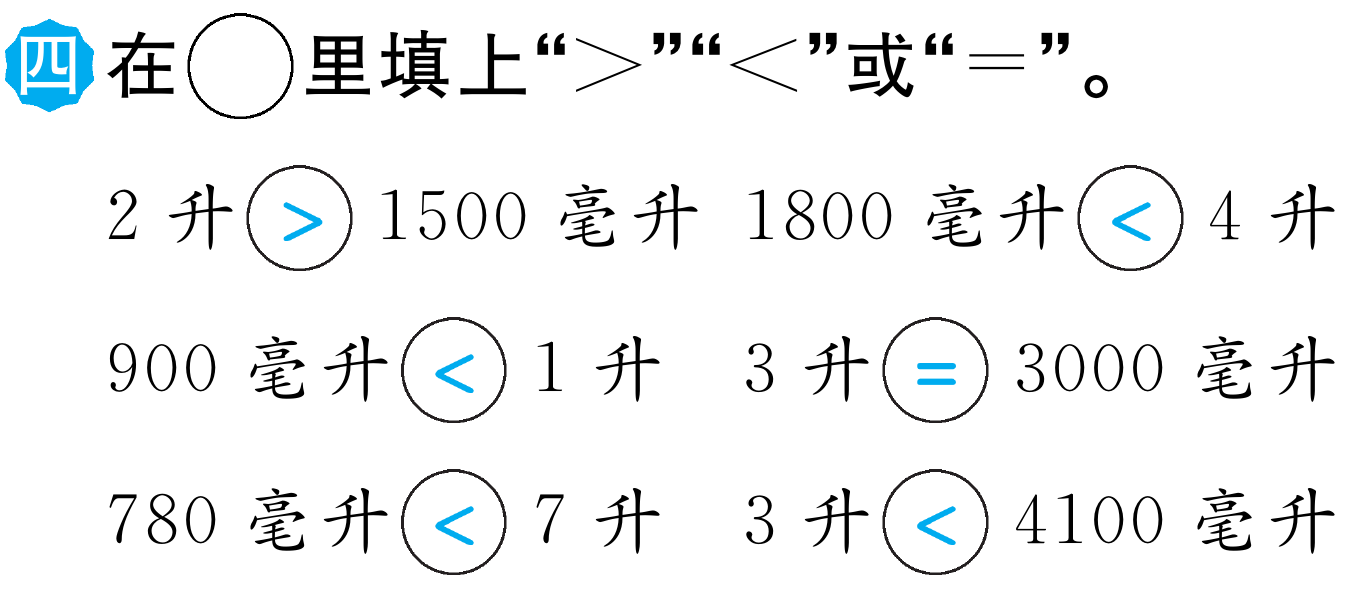 四 在○里填上“>”“<”或“=”。
2 升 > 1500 毫升 1800 毫升 < 4 升
900 毫升 < 1 升 3 升 = 3000 毫升
780 毫升 < 7 升 3 升 < 4100 毫升